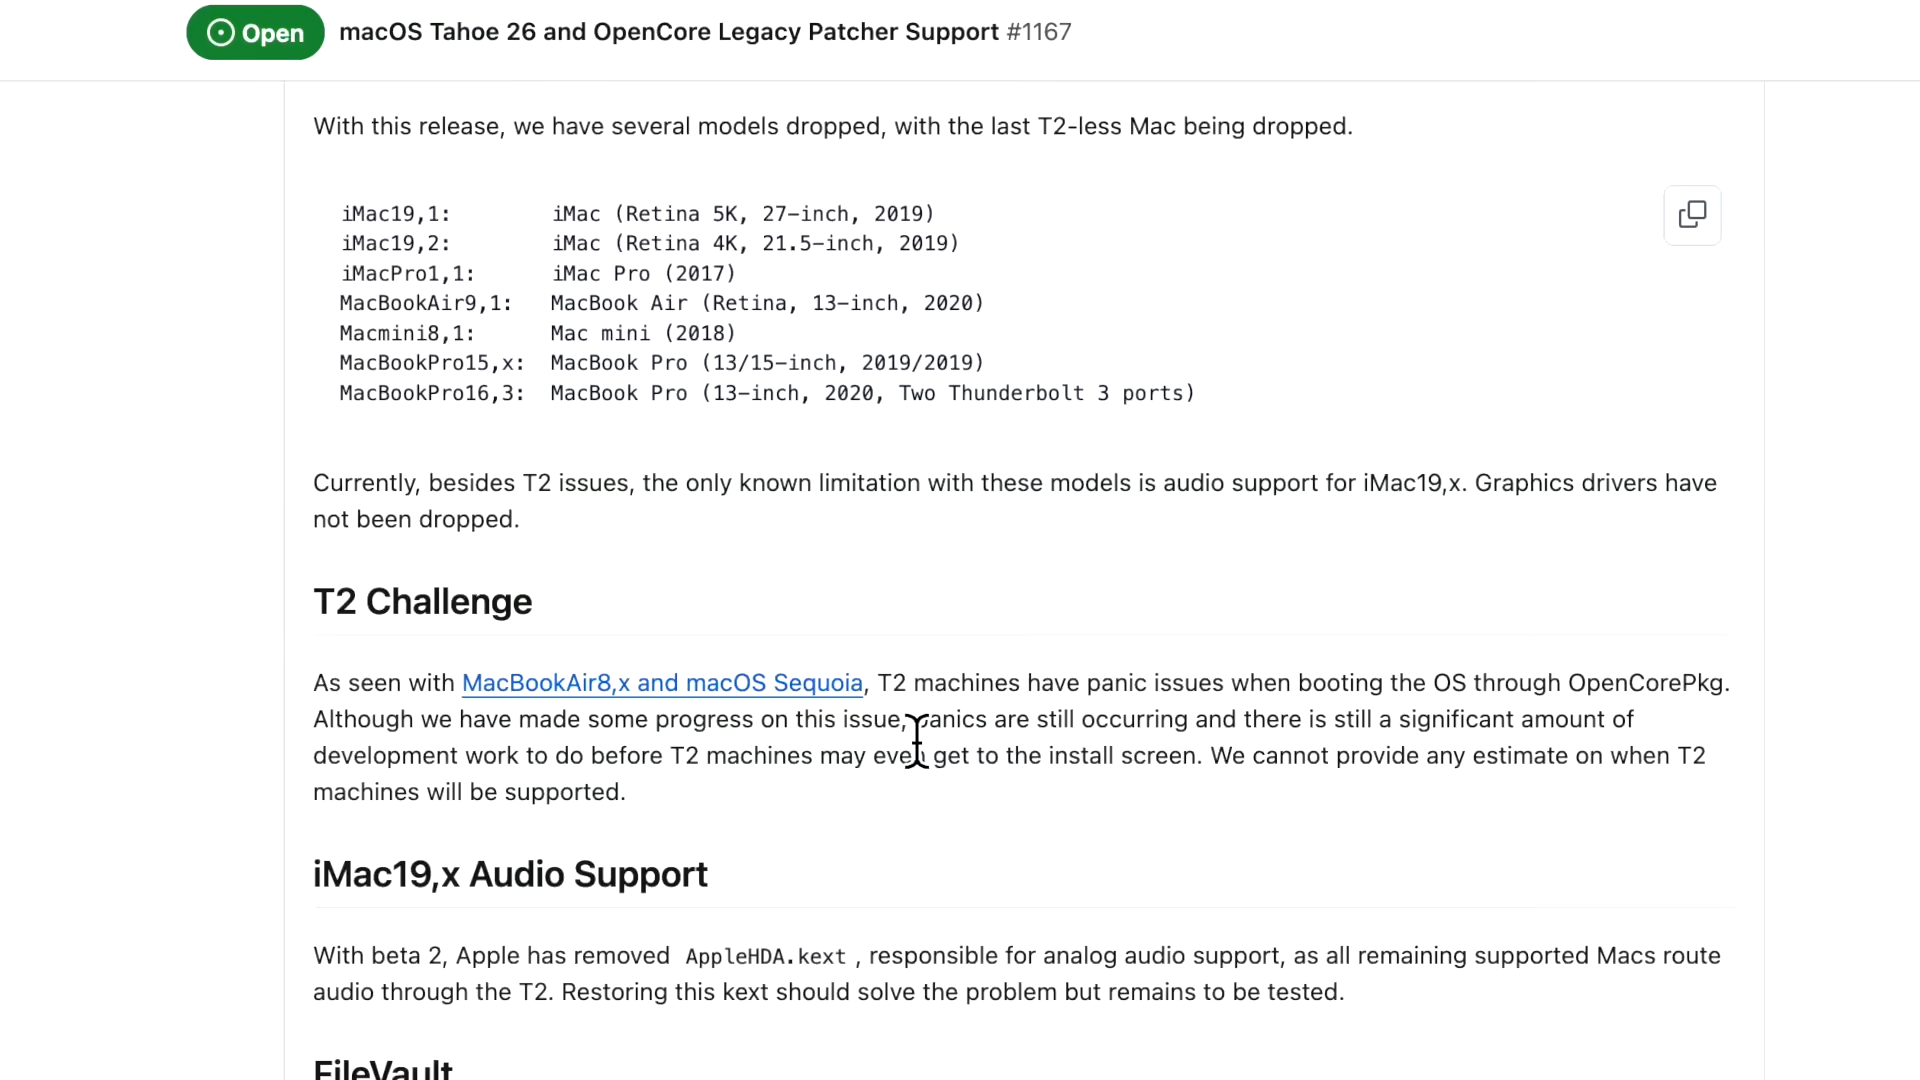 Open macOS Tahoe 26 and OpenCore Legacy Patcher Support #1167
With this release, we have several models dropped, with the last T2-less Mac being dropped.
iMac19,1: iMac (Retina 5K, 27-inch, 2019)
iMac19,2: iMac (Retina 4K, 21.5-inch, 2019)
iMacPro1,1: iMac Pro (2017)
MacBookAir9,1: MacBook Air (Retina, 13-inch, 2020)
Macmini8,1: Mac mini (2018)
MacBookPro15,x: MacBook Pro (13/15-inch, 2019/2019)
MacBookPro16,3: MacBook Pro (13-inch, 2020, Two Thunderbolt 3 ports)
Currently, besides T2 issues, the only known limitation with these models is audio support for iMac19,x. Graphics drivers have
not been dropped.
T2 Challenge
As seen with MacBookAir8,x and macOS Sequoia, T2 machines have panic issues when booting the OS through OpenCorePkg.
Although we have made some progress on this issue, panics are still occurring and there is still a significant amount of
development work to do before T2 machines may even get to the install screen. We cannot provide any estimate on when T2
machines will be supported.
iMac19,x Audio Support
With beta 2, Apple has removed AppleHDA.kext , responsible for analog audio support, as all remaining supported Macs route
audio through the T2. Restoring this kext should solve the problem but remains to be tested.
FileVault